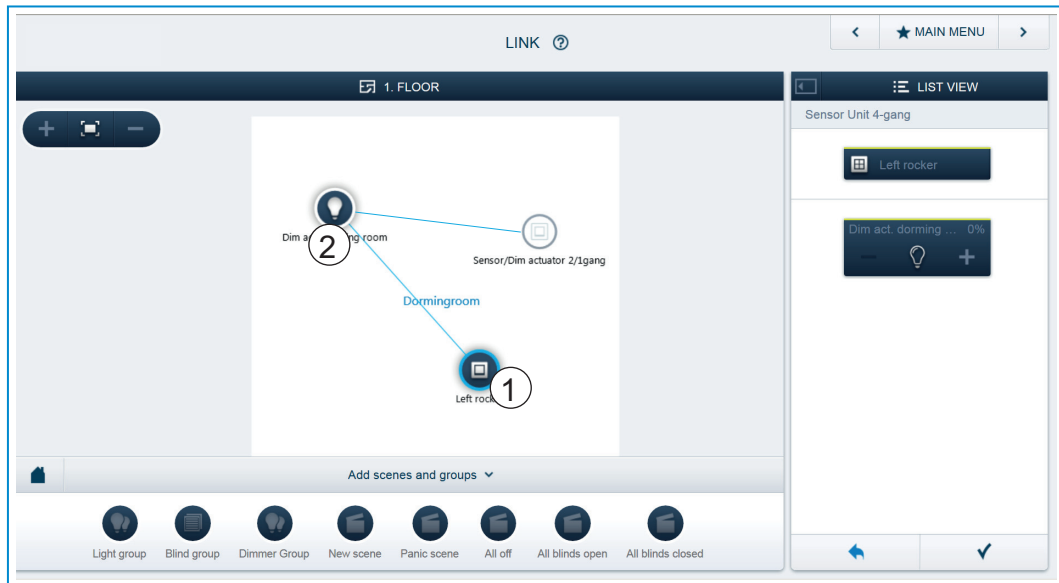 LINK ?
MAIN MENU
1. FLOOR
LIST VIEW
Sensor Unit 4-gang
Left rocker
Dim act. dorming ... 0%
Dim a ng room
2
Sensor/Dim actuator 2/1gang
Dormingroom
1
Left rock
Add scenes and groups
Light group
Blind group
Dimmer Group
New scene
Panic scene
All off
All blinds open
All blinds closed